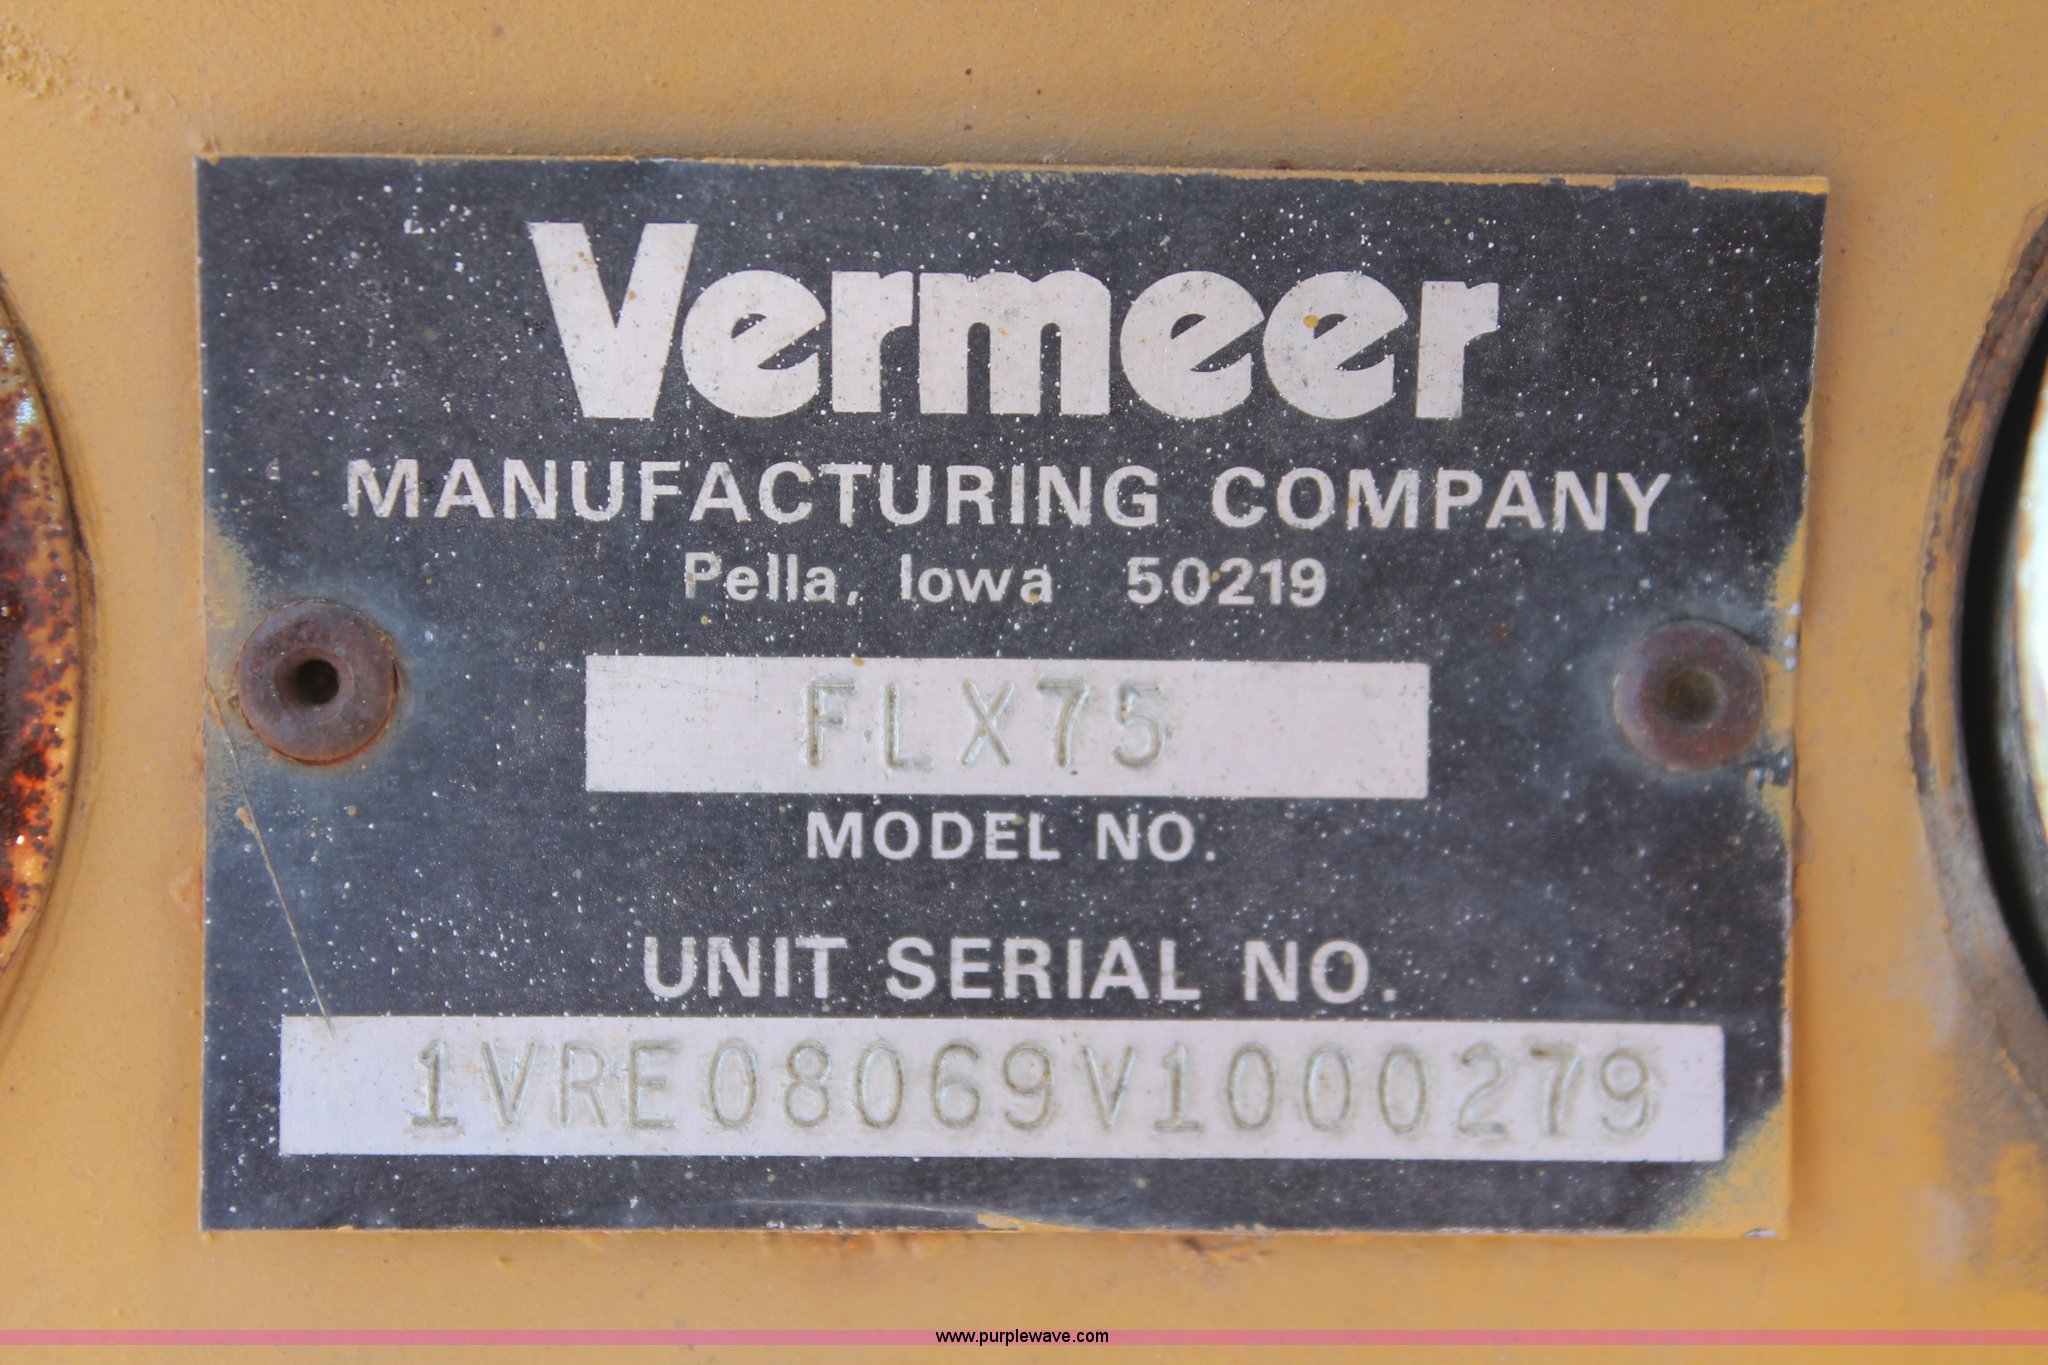 Vermeer
MANUFACTURING COMPANY
Pella, Iowa 50219
FLX75
MODEL NO.
UNIT SERIAL NO.
1VRE08069V1000279
www.purplewave.com